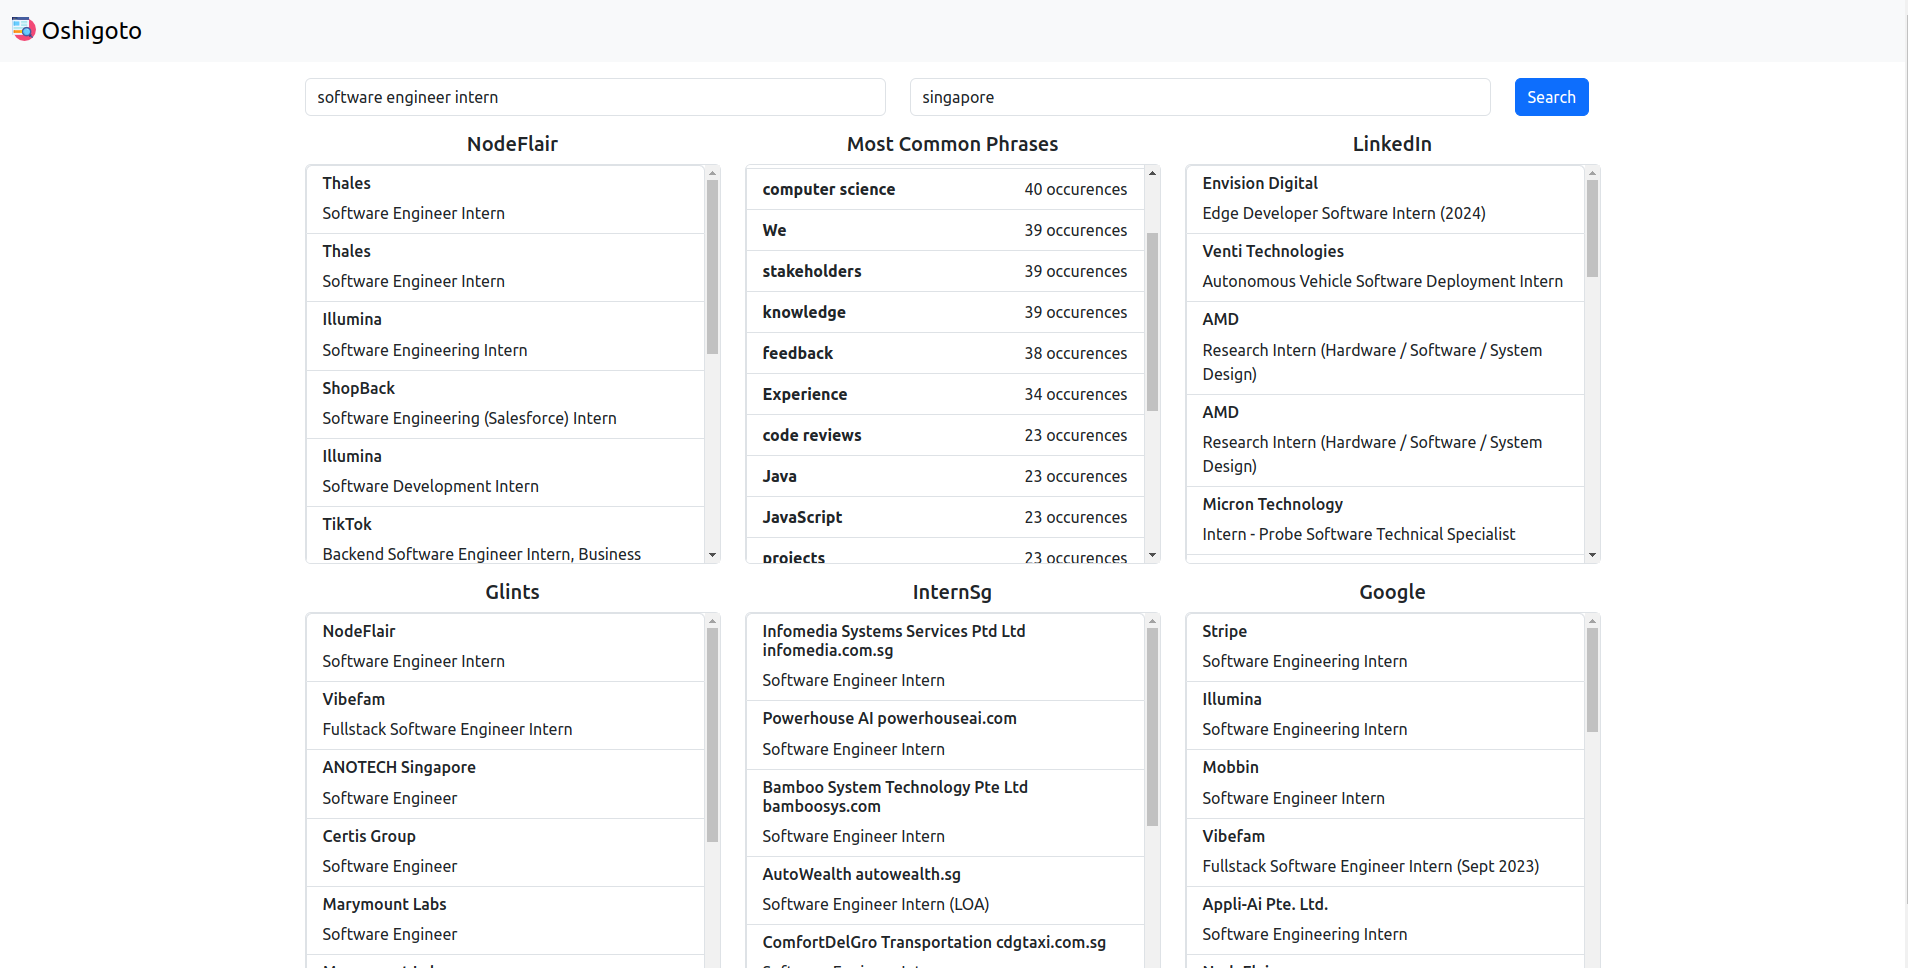 Oshigoto
software engineer intern
singapore
Search
NodeFlair
Thales
Software Engineer Intern
Thales
Software Engineer Intern
Illumina
Software Engineering Intern
ShopBack
Software Engineering (Salesforce) Intern
Illumina
Software Development Intern
TikTok
Backend Software Engineer Intern, Business
Most Common Phrases
computer science 40 occurences
We 39 occurences
stakeholders 39 occurences
knowledge 39 occurences
feedback 38 occurences
Experience 34 occurences
code reviews 23 occurences
Java 23 occurences
JavaScript 23 occurences
projects 23 occurences
LinkedIn
Envision Digital
Edge Developer Software Intern (2024)
Venti Technologies
Autonomous Vehicle Software Deployment Intern
AMD
Research Intern (Hardware / Software / System
Design)
AMD
Research Intern (Hardware / Software / System
Design)
Micron Technology
Intern - Probe Software Technical Specialist
Glints
NodeFlair
Software Engineer Intern
Vibefam
Fullstack Software Engineer Intern
ANOTECH Singapore
Software Engineer
Certis Group
Software Engineer
Marymount Labs
Software Engineer
InternSg
Infomedia Systems Services Ptd Ltd
infomedia.com.sg
Software Engineer Intern
Powerhouse AI powerhouseai.com
Software Engineer Intern
Bamboo System Technology Pte Ltd
bamboosys.com
Software Engineer Intern
AutoWealth autowealth.sg
Software Engineer Intern (LOA)
ComfortDelGro Transportation cdgtaxi.com.sg
Google
Stripe
Software Engineering Intern
Illumina
Software Engineering Intern
Mobbin
Software Engineer Intern
Vibefam
Fullstack Software Engineer Intern (Sept 2023)
Appli-Ai Pte. Ltd.
Software Engineering Intern